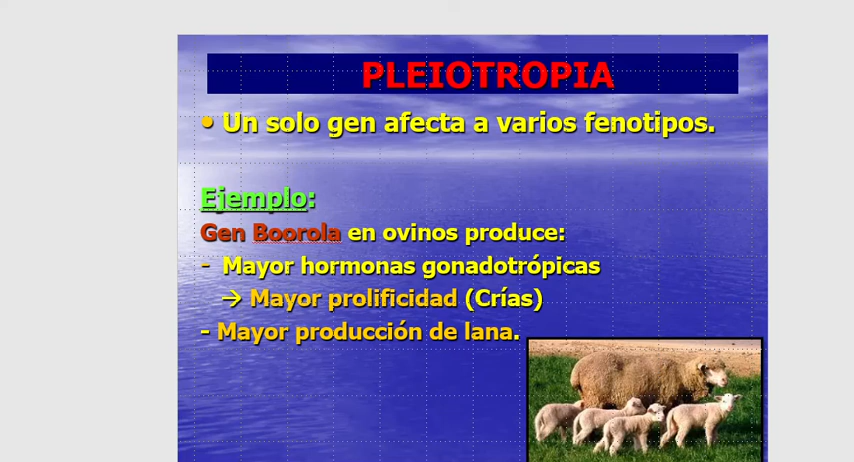 PLEIOTROPIA
• Un solo gen afecta a varios fenotipos.
Ejemplo:
Gen Boorola en ovinos produce:
- Mayor hormonas gonadotrópicas
→ Mayor prolificidad (Crías)
- Mayor producción de lana.